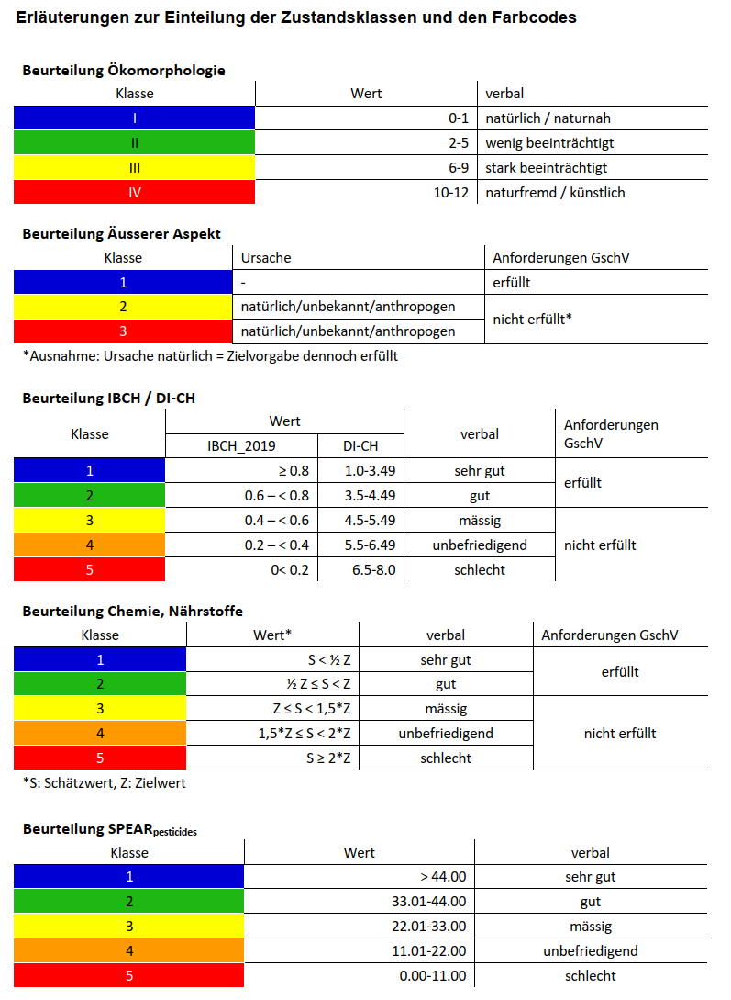 Erläuterungen zur Einteilung der Zustandsklassen und den Farbcodes
Beurteilung Ökomorphologie
Klasse Wert verbal
I 0-1 natürlich / naturnah
II 2-5 wenig beeinträchtigt
III 6-9 stark beeinträchtigt
IV 10-12 naturfremd / künstlich
Beurteilung Äusserer Aspekt
Klasse Ursache Anforderungen GschV
1 - erfüllt
2 natürlich/unbekannt/anthropogen
nicht erfüllt*
3 natürlich/unbekannt/anthropogen
*Ausnahme: Ursache natürlich = Zielvorgabe dennoch erfüllt
Beurteilung IBCH / DI-CH
Klasse Wert verbal Anforderungen
GschV
IBCH_2019 DI-CH
1 ≥ 0.8 1.0-3.49 sehr gut
erfüllt
2 0.6 – < 0.8 3.5-4.49 gut
3 0.4 – < 0.6 4.5-5.49 mässig
4 0.2 – < 0.4 5.5-6.49 unbefriedigend nicht erfüllt
5 0< 0.2 6.5-8.0 schlecht
Beurteilung Chemie, Nährstoffe
Klasse Wert* verbal Anforderungen GschV
1 S < ½ Z sehr gut
erfüllt
2 ½ Z ≤ S < Z gut
3 Z ≤ S < 1,5*Z mässig
4 1,5*Z ≤ S < 2*Z unbefriedigend nicht erfüllt
5 S ≥ 2*Z schlecht
*S: Schätzwert, Z: Zielwert
Beurteilung SPEARpesticides
Klasse Wert verbal
1 > 44.00 sehr gut
2 33.01-44.00 gut
3 22.01-33.00 mässig
4 11.01-22.00 unbefriedigend
5 0.00-11.00 schlecht